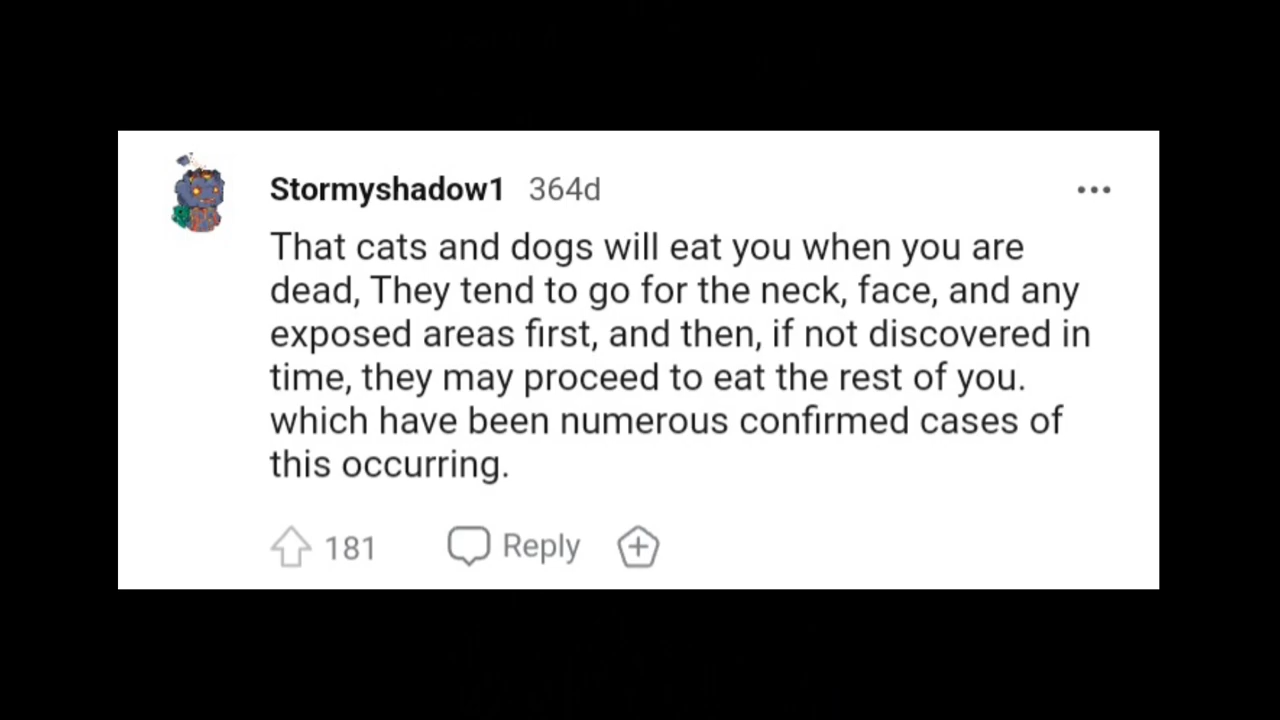 Stormyshadow1 364d
That cats and dogs will eat you when you are
dead, They tend to go for the neck, face, and any
exposed areas first, and then, if not discovered in
time, they may proceed to eat the rest of you.
which have been numerous confirmed cases of
this occurring.
181 Reply